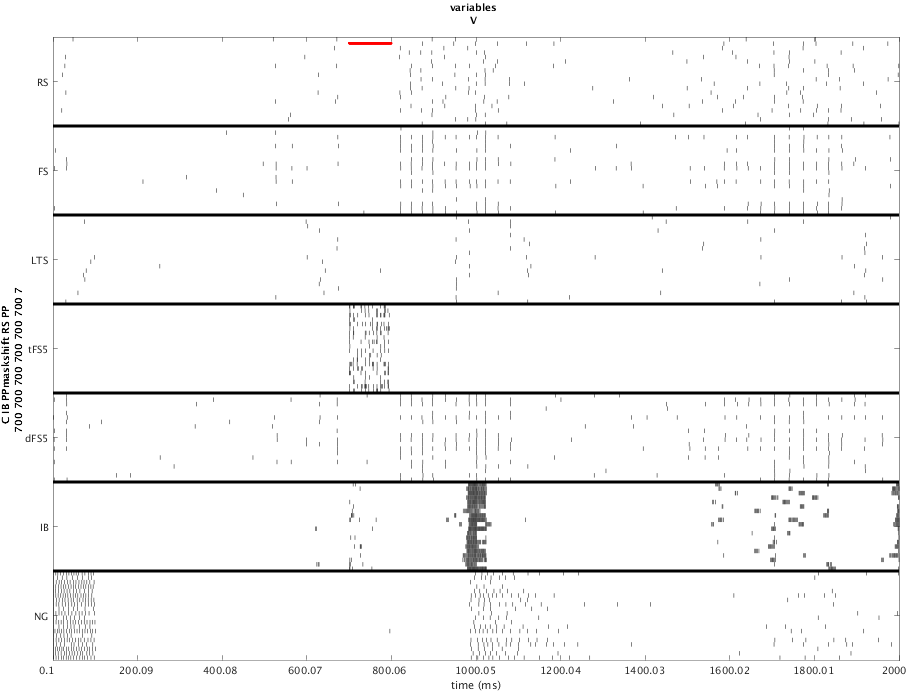 variables
V
RS
FS
LTS
tFS5
dFS5
IB
NG
C IB PPmaskshift RS PP
700 700 700 700 700 700 7
0.1 200.09 400.08 600.07 800.06 1000.05 1200.04 1400.03 1600.02 1800.01 2000
time (ms)